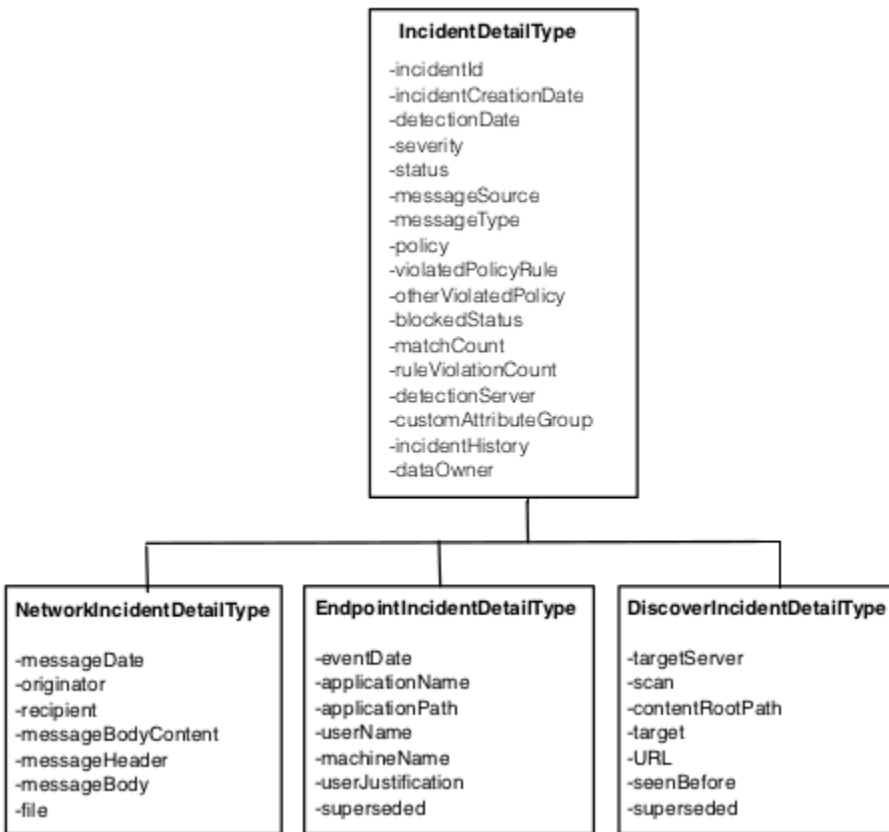 IncidentDetailType
-incidentId
-incidentCreationDate
-detectionDate
-severity
-status
-messageSource
-messageType
-policy
-violatedPolicyRule
-otherViolatedPolicy
-blockedStatus
-matchCount
-ruleViolationCount
-detectionServer
-customAttributeGroup
-incidentHistory
-dataOwner
NetworkIncidentDetailType
-messageDate
-originator
-recipient
-messageBodyContent
-messageHeader
-messageBody
-file
EndpointIncidentDetailType
-eventDate
-applicationName
-applicationPath
-userName
-machineName
-userJustification
-superseded
DiscoverIncidentDetailType
-targetServer
-scan
-contentRootPath
-target
-URL
-seenBefore
-superseded